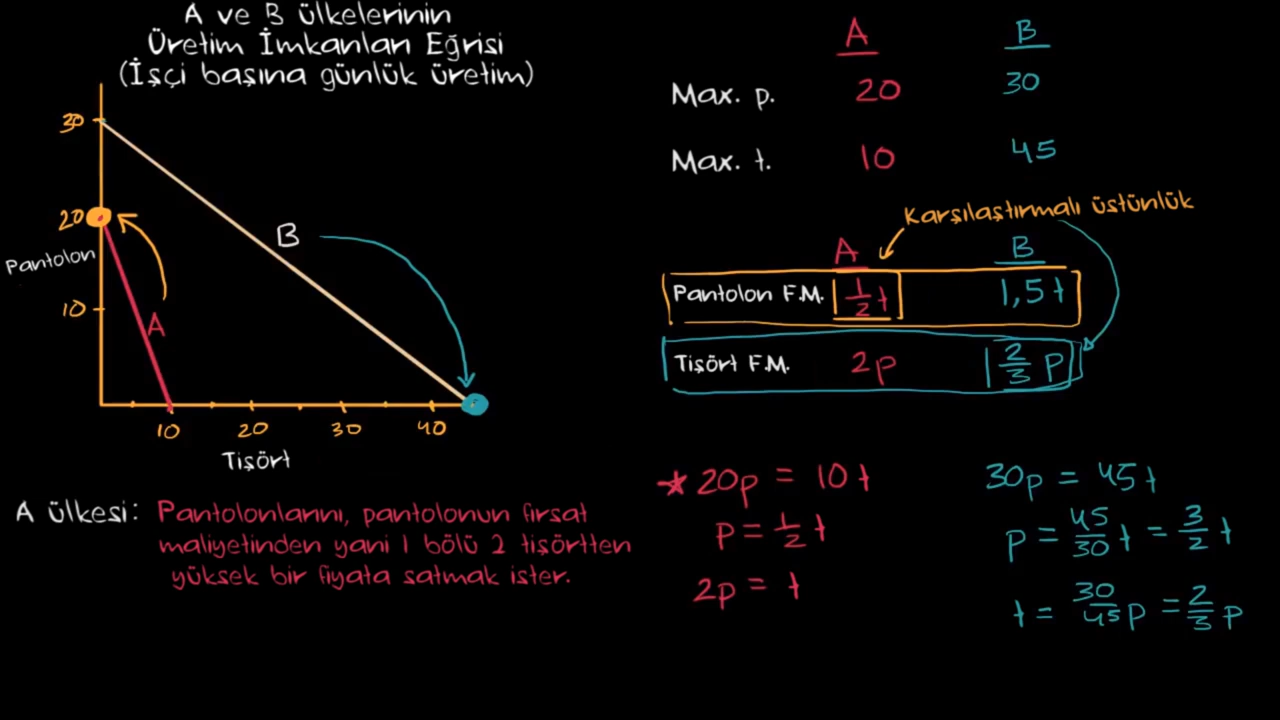 A ve B ülkelerinin
Üretim İmkanları Eğrisi
(İşçi başına günlük üretim)
30
20
Pantolon
10
B
A
10 20 30 40
Tişört
A B
Max. p. 20 30
Max. t. 10 45
Karşılaştırmalı üstünlük
A B
Pantolon F.M. 1/2 t 1,5 t
Tişört F.M. 2p 2/3 p
A ülkesi: Pantolonlarını, pantolonun fırsat
maliyetinden yani 1 bölü 2 tişörtten
yüksek bir fiyata satmak ister.
* 20p = 10t
p = 1/2 t
2p = t
30p = 45t
p = 45/30 t = 3/2 t
t = 30/45 p = 2/3 p